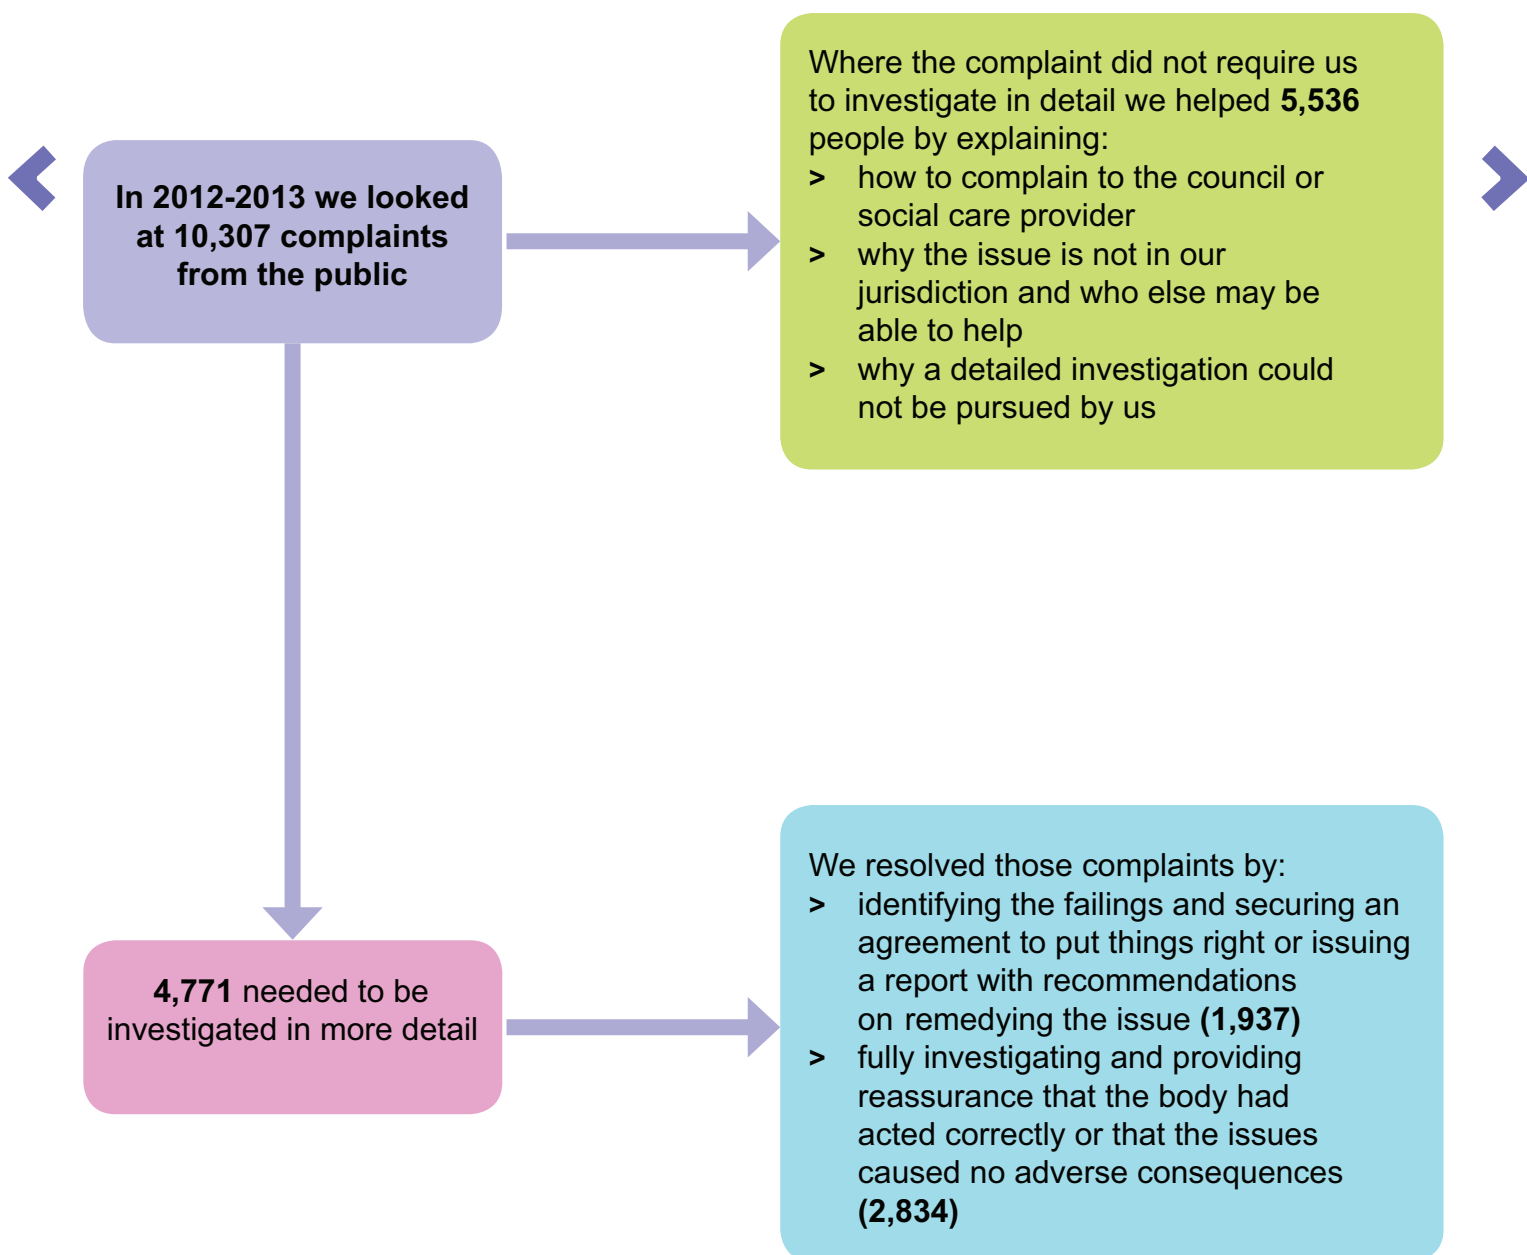 In 2012-2013 we looked
at 10,307 complaints
from the public
Where the complaint did not require us
to investigate in detail we helped 5,536
people by explaining:
> how to complain to the council or
social care provider
> why the issue is not in our
jurisdiction and who else may be
able to help
> why a detailed investigation could
not be pursued by us
4,771 needed to be
investigated in more detail
We resolved those complaints by:
> identifying the failings and securing an
agreement to put things right or issuing
a report with recommendations
on remedying the issue (1,937)
> fully investigating and providing
reassurance that the body had
acted correctly or that the issues
caused no adverse consequences
(2,834)